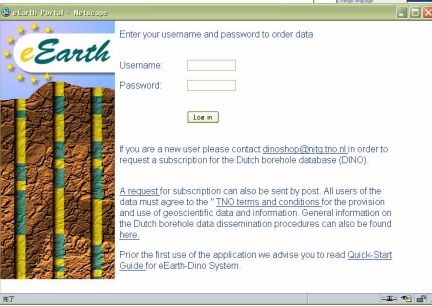 Change language
eEarth Portal - Netscape
eEarth
Enter your username and password to order data
Username:
Password:
Log in
If you are a new user please contact dinoshop@nitg.tno.nl in order to
request a subscription for the Dutch borehole database (DINO).
A request for subscription can also be sent by post. All users of the
data must agree to the " TNO terms and conditions for the provision
and use of geoscientific data and information. General information on
the Dutch borehole data dissemination procedures can also be found
here.
Prior the first use of the application we advise you to read Quick-Start
Guide for eEarth-Dino System.
完了